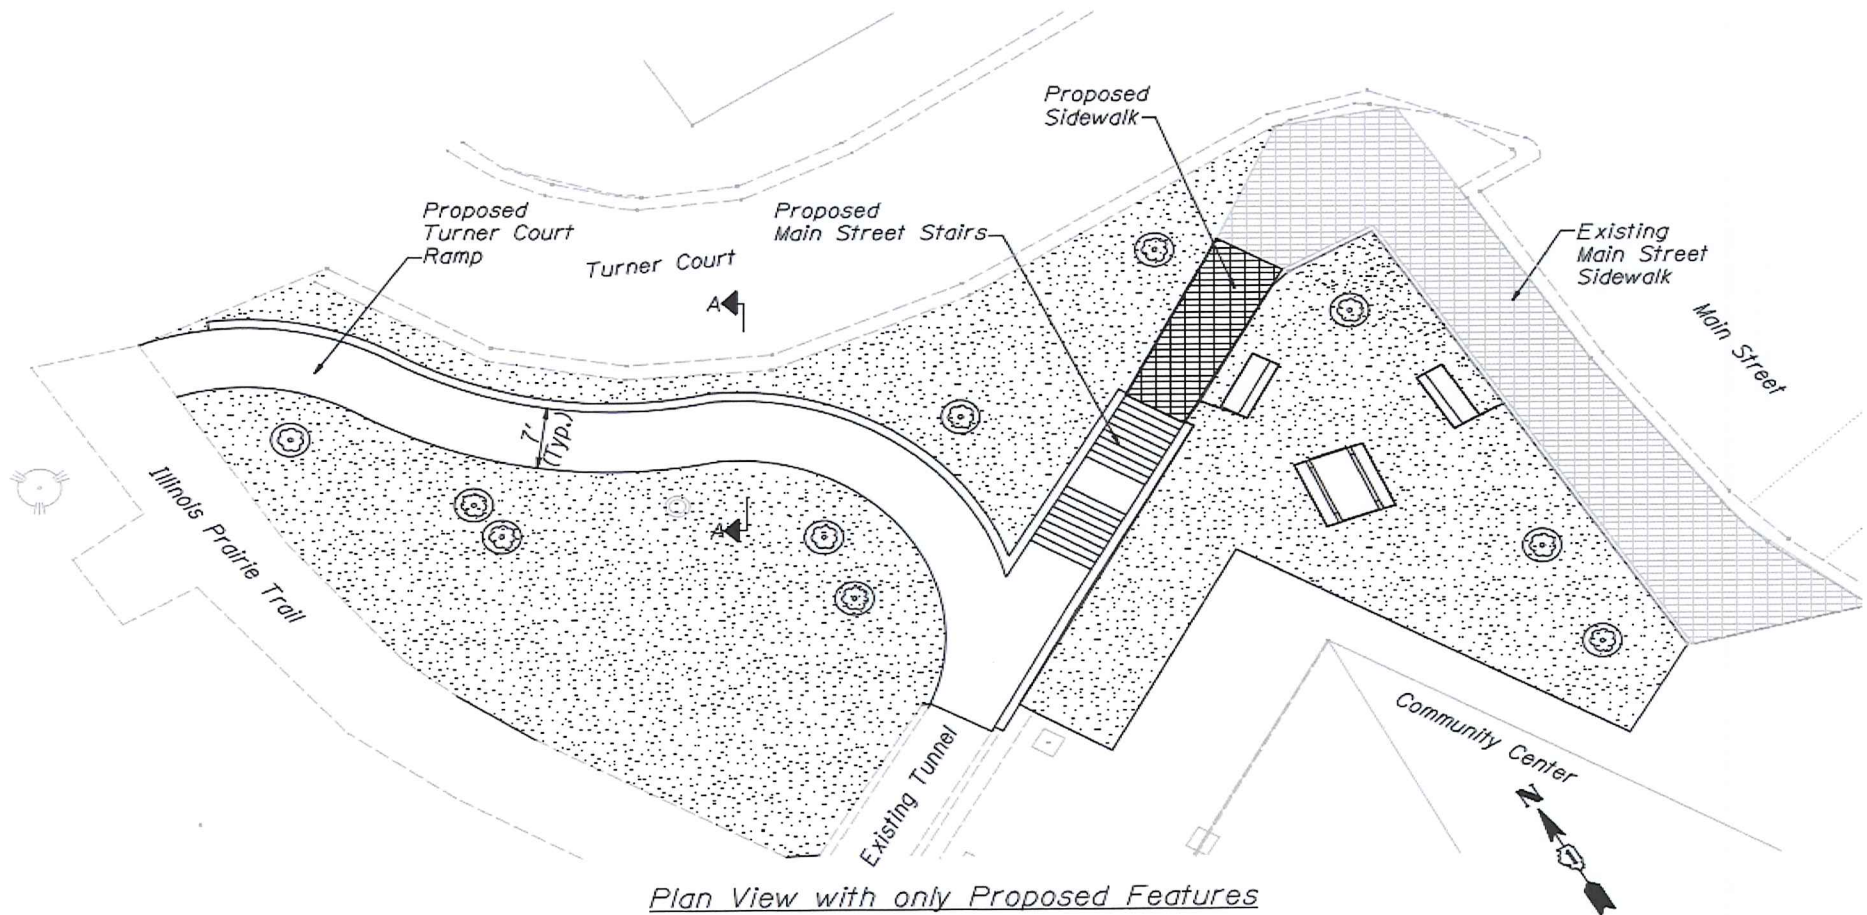 Proposed
Sidewalk
Proposed
Turner Court
Ramp
Proposed
Main Street Stairs
Turner Court
Existing
Main Street
Sidewalk
A
Main Street
7'
(Typ.)
Illinois Prairie Trail
A
Community Center
Existing Tunnel
N
Plan View with only Proposed Features